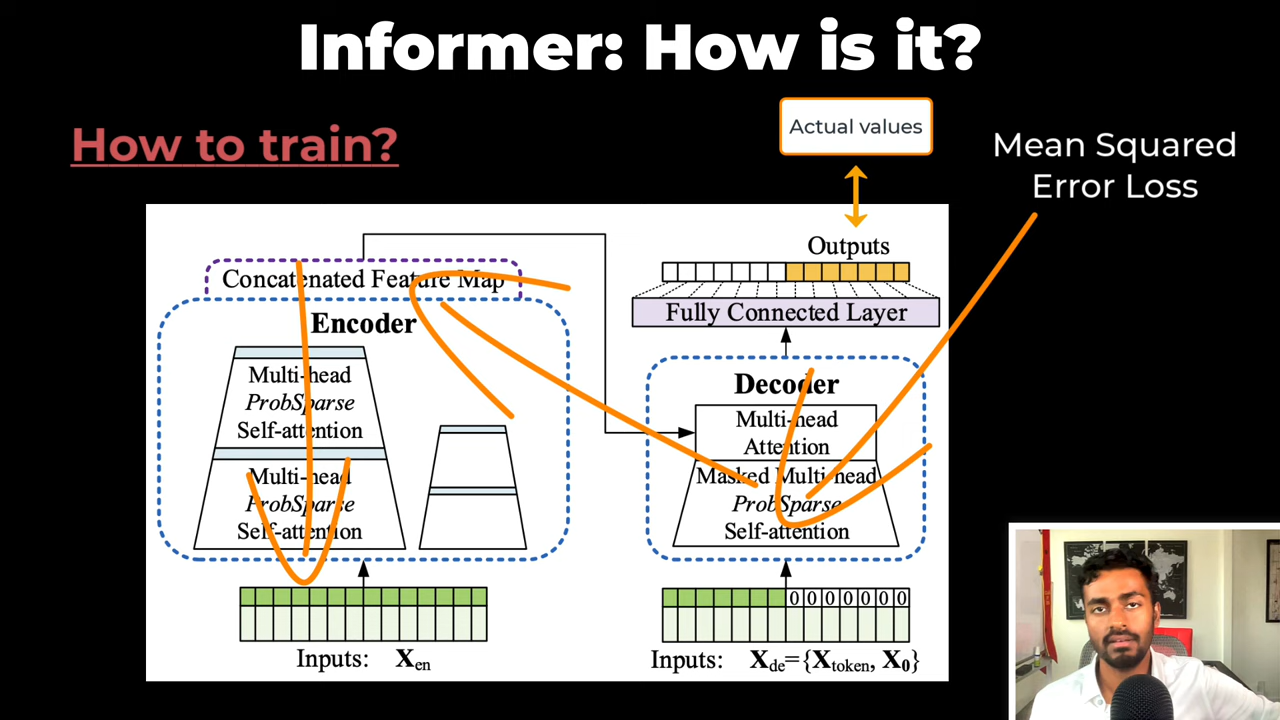 Informer: How is it?
How to train?
Actual values
Mean Squared
Error Loss
Concatenated Feature Map
Encoder
Multi-head
ProbSparse
Self-attention
Multi-head
ProbSparse
Self-attention
Inputs: Xen
Outputs
Fully Connected Layer
Decoder
Multi-head
Attention
Masked Multi-head
ProbSparse
Self-attention
0 0 0 0 0 0 0
Inputs: Xde={Xtoken, X0}